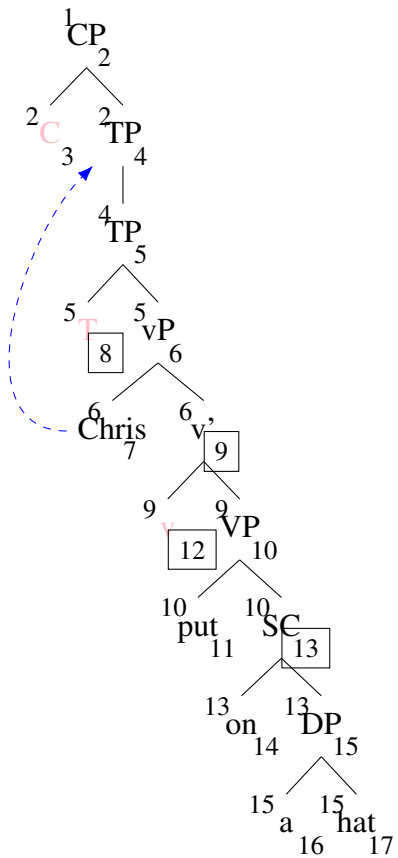 1 CP 2
2 C 3 2 TP 4
4 TP 5
5 T 8 5 vP 6
6 Chris 7 6 v' 9
9 v 12 9 VP 10
10 put 11 10 SC 13
13 on 14 13 DP 15
15 a 16 15 hat 17